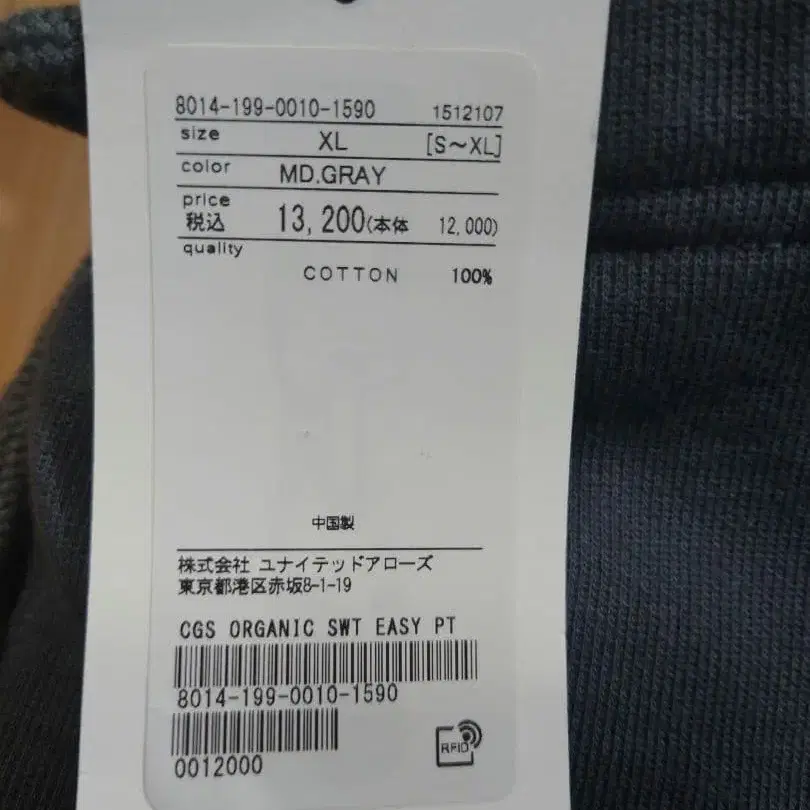 8014-199-0010-1590 1512107
size XL [S～XL]
color MD.GRAY
price
税込 13,200(本体 12,000)
quality
COTTON 100%
中国製
株式会社 ユナイテッドアローズ
東京都港区赤坂8-1-19
CGS ORGANIC SWT EASY PT
8014-199-0010-1590
0012000
RFID